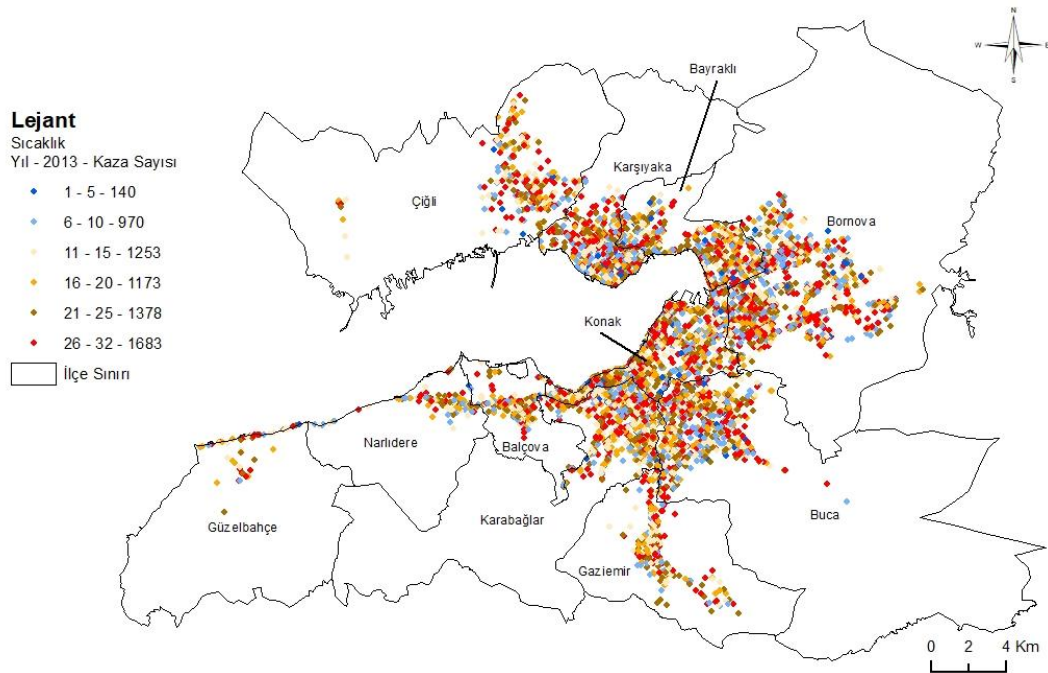 N
W E
S
Bayraklı
Lejant
Sıcaklık
Yıl - 2013 - Kaza Sayısı
1 - 5 - 140
6 - 10 - 970
11 - 15 - 1253
16 - 20 - 1173
21 - 25 - 1378
26 - 32 - 1683
İlçe Sınırı
Karşıyaka
Çiğli
Bornova
Konak
Narlıdere
Balçova
Güzelbahçe
Karabağlar
Buca
Gaziemir
0 2 4 Km